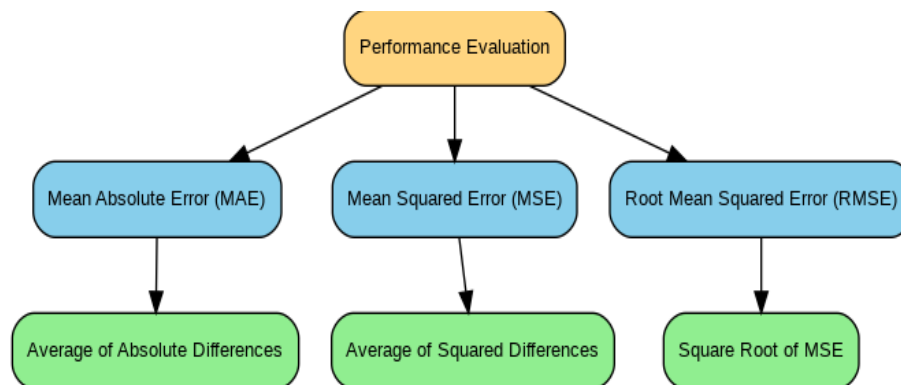 Performance Evaluation
Mean Absolute Error (MAE)
Mean Squared Error (MSE)
Root Mean Squared Error (RMSE)
Average of Absolute Differences
Average of Squared Differences
Square Root of MSE